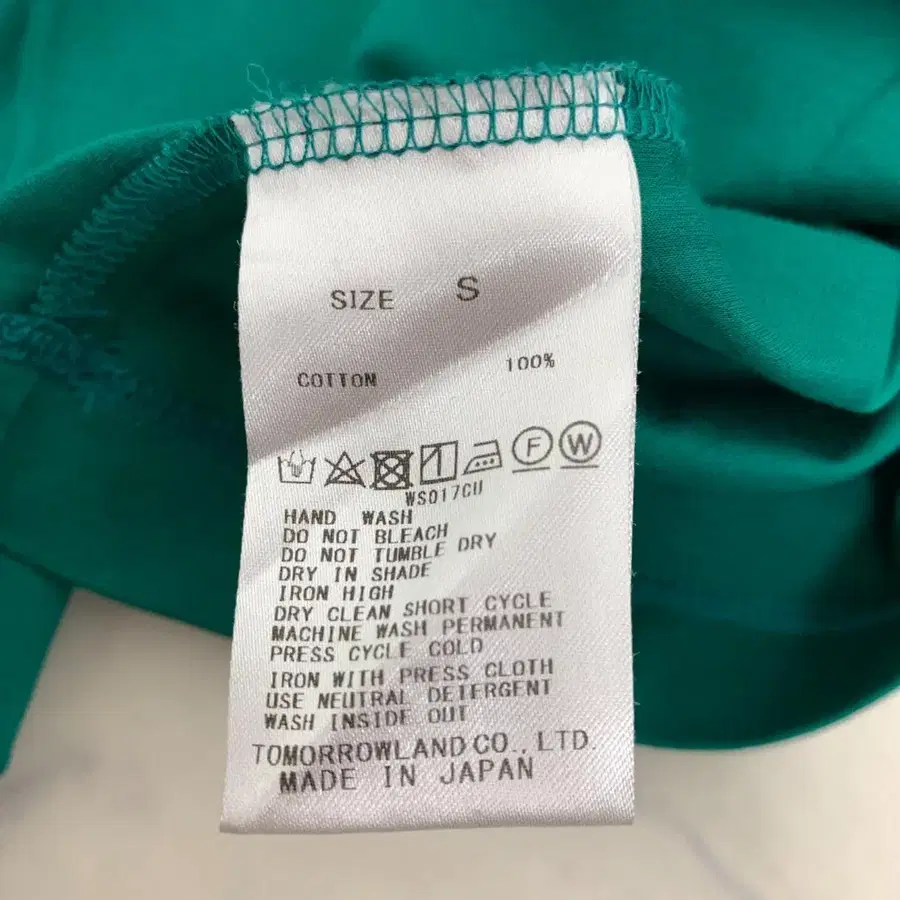 SIZE S
COTTON 100%
F W
WS017CU
HAND WASH
DO NOT BLEACH
DO NOT TUMBLE DRY
DRY IN SHADE
IRON HIGH
DRY CLEAN SHORT CYCLE
MACHINE WASH PERMANENT
PRESS CYCLE COLD
IRON WITH PRESS CLOTH
USE NEUTRAL DETERGENT
WASH INSIDE OUT
TOMORROWLAND CO., LTD.
MADE IN JAPAN